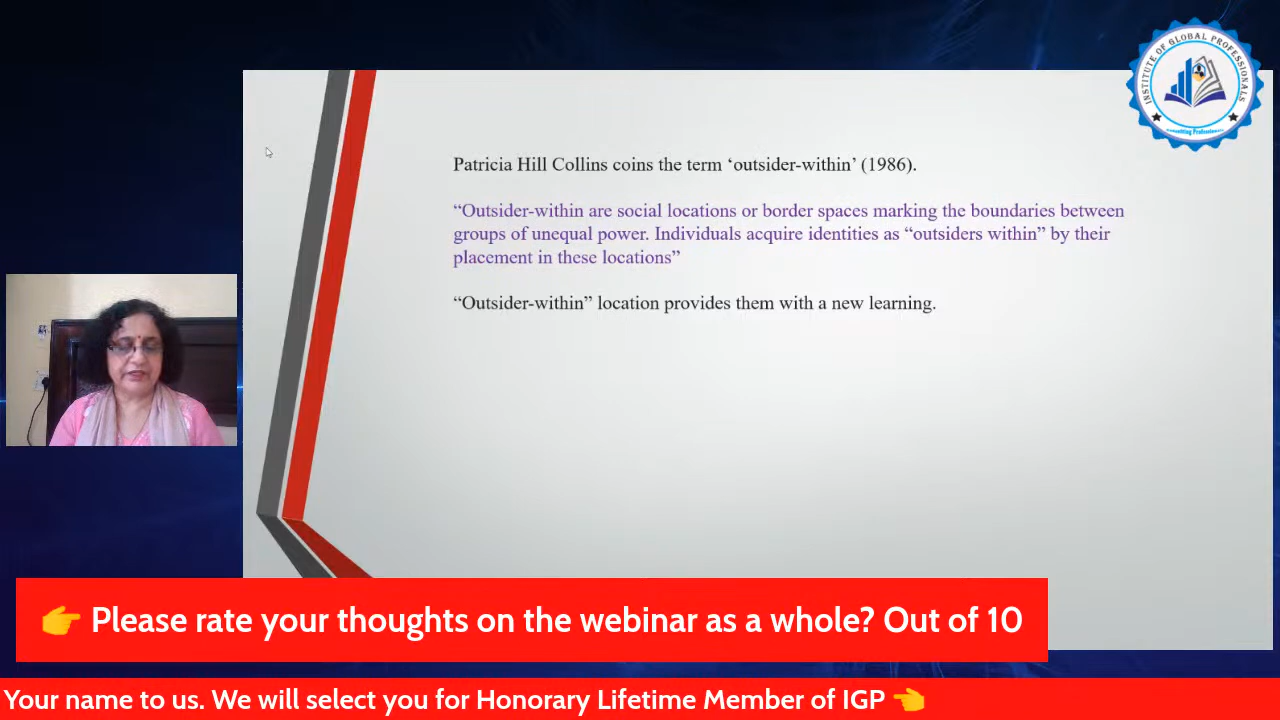 INSTITUTE OF GLOBAL PROFESSIONALS
Patricia Hill Collins coins the term ‘outsider-within’ (1986).
“Outsider-within are social locations or border spaces marking the boundaries between
groups of unequal power. Individuals acquire identities as “outsiders within” by their
placement in these locations”
“Outsider-within” location provides them with a new learning.
👉 Please rate your thoughts on the webinar as a whole? Out of 10
Your name to us. We will select you for Honorary Lifetime Member of IGP 👈